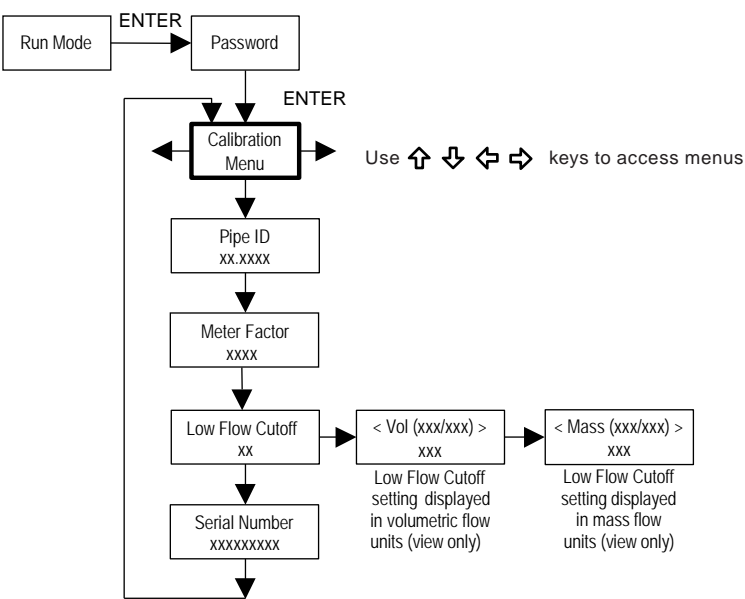 ENTER
Run Mode
Password
ENTER
Calibration
Menu
Use keys to access menus
Pipe ID
xx.xxxx
Meter Factor
xxxx
Low Flow Cutoff
xx
< Vol (xxx/xxx) >
xxx
< Mass (xxx/xxx) >
xxx
Low Flow Cutoff
setting displayed
in volumetric flow
units (view only)
Low Flow Cutoff
setting displayed
in mass flow
units (view only)
Serial Number
xxxxxxxxx